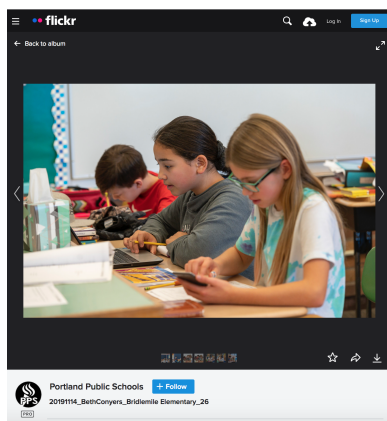 flickr
Log In
Sign Up
← Back to album
PPS
PRO
Portland Public Schools
+ Follow
20191114_BethConyers_Bridlemile Elementary_26